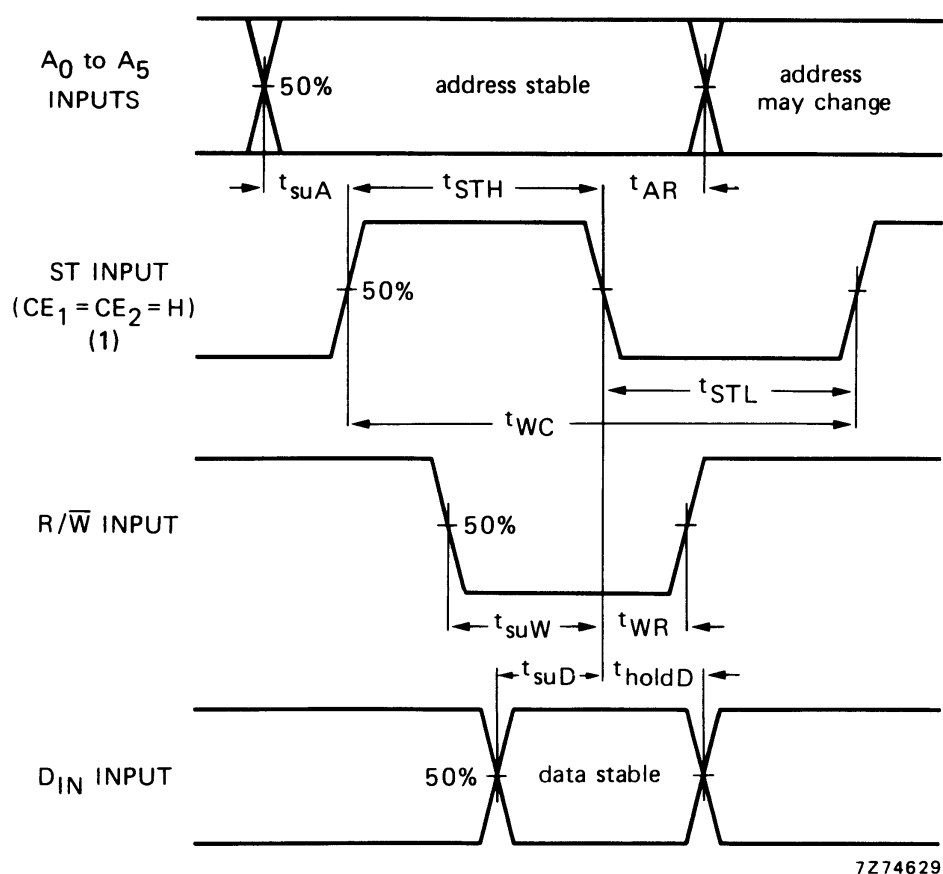 A0 to A5
INPUTS
50%
address stable
address
may change
tsuA
tSTH
tAR
ST INPUT
(CE1 = CE2 = H)
(1)
50%
tSTL
tWC
R/W̅ INPUT
50%
tsuW
tWR
tsuD
tholdD
DIN INPUT
50%
data stable
7Z74629